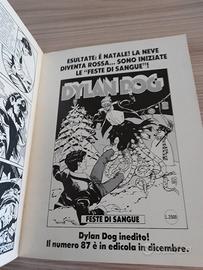 ESULTATE: È NATALE! LA NEVE
DIVENTA ROSSA... SONO INIZIATE
LE "FESTE DI SANGUE"!
DYLAN DOG
FESTE DI SANGUE
L.2500
Dylan Dog inedito!
Il numero 87 è in edicola in dicembre.